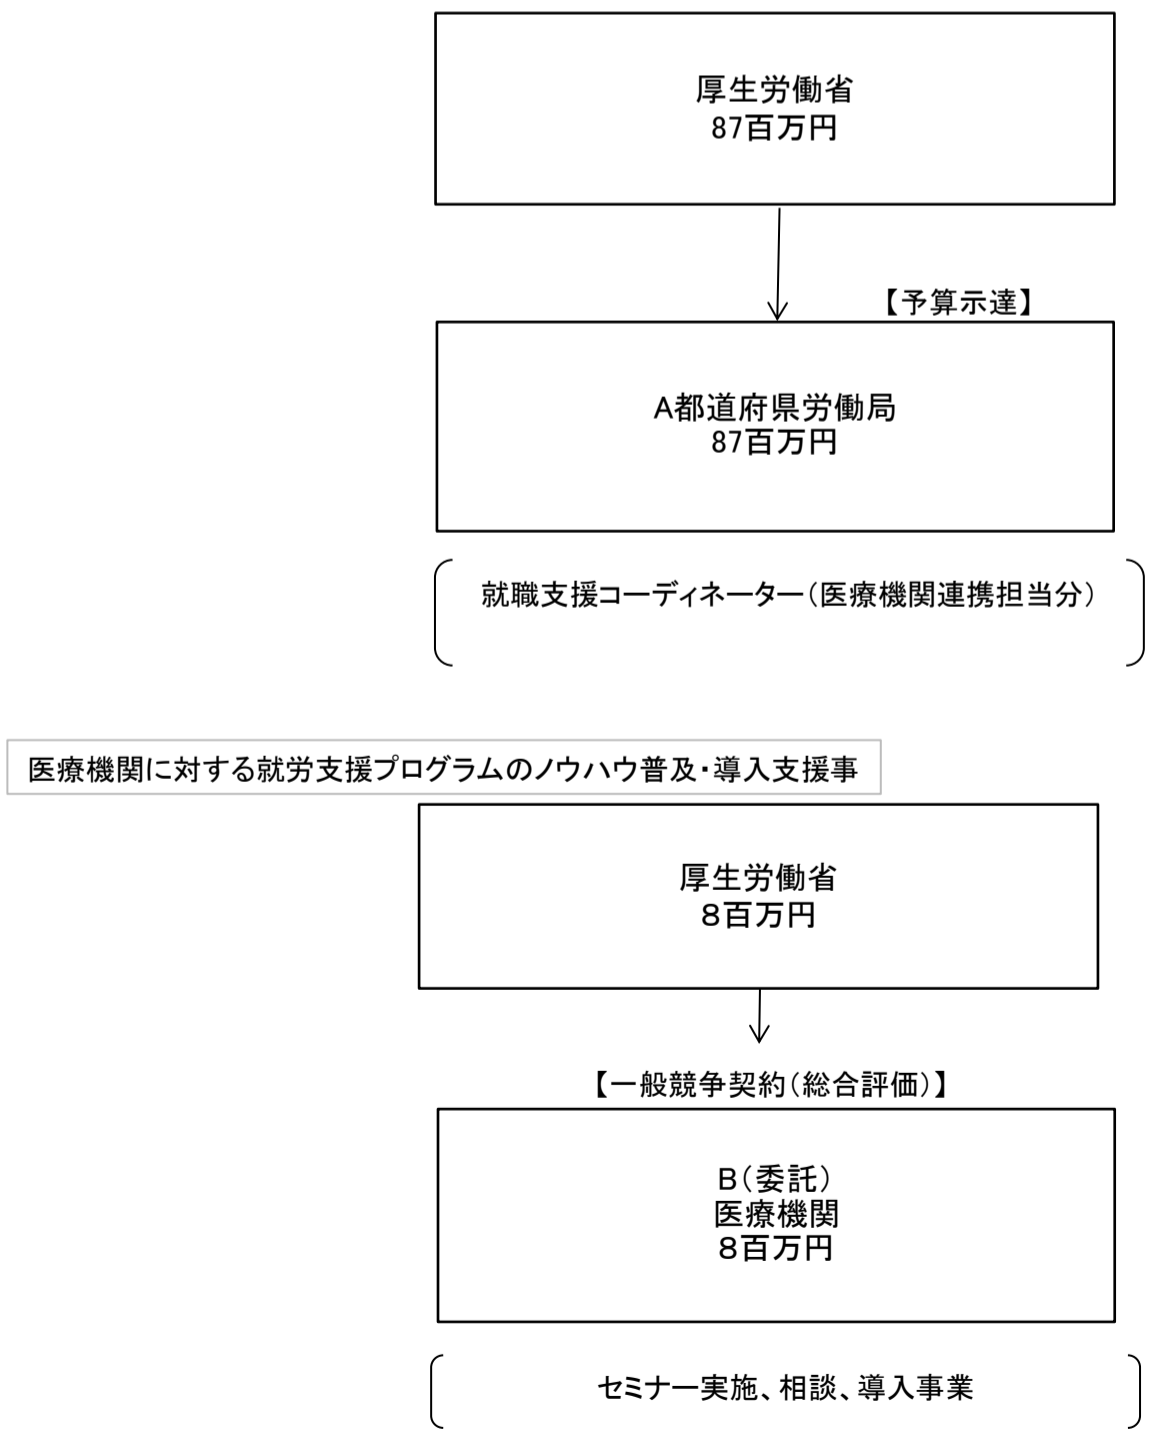 厚生労働省
87百万円
【予算示達】
A都道府県労働局
87百万円
就職支援コーディネーター（医療機関連携担当分）
医療機関に対する就労支援プログラムのノウハウ普及・導入支援事
厚生労働省
８百万円
【一般競争契約（総合評価）】
B（委託）
医療機関
８百万円
セミナー実施、相談、導入事業